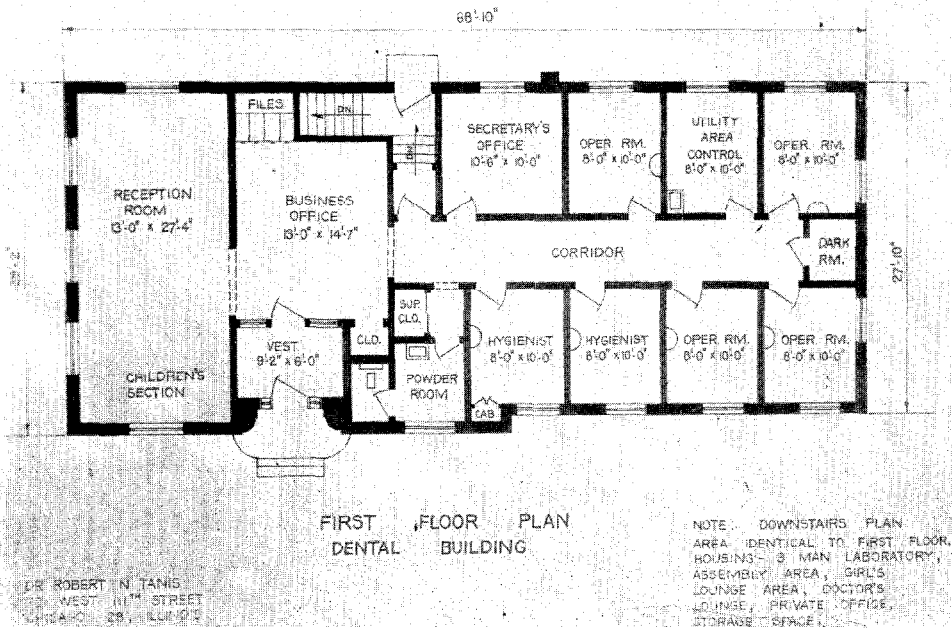 68'-10"
FILES
DN.
DN.
SECRETARY'S
OFFICE
10'-6" x 10'-0"
OPER. RM.
8'-0" x 10'-0"
UTILITY
AREA
CONTROL
8'-0" x 10'-0"
OPER. RM.
8'-0" x 10'-0"
RECEPTION
ROOM
13'-0" x 27'-4"
BUSINESS
OFFICE
13'-0" x 14'-7"
CORRIDOR
DARK
RM.
27'-10"
SUP.
CLO.
CLO.
VEST.
9'-2" x 6'-0"
HYGIENIST
8'-0" x 10'-0"
HYGIENIST
8'-0" x 10'-0"
OPER. RM.
8'-0" x 10'-0"
OPER. RM.
8'-0" x 10'-0"
CHILDREN'S
SECTION
POWDER
ROOM
CAB.
FIRST FLOOR PLAN
DENTAL BUILDING
NOTE: DOWNSTAIRS PLAN
AREA IDENTICAL TO FIRST FLOOR,
HOUSING - 3 MAN LABORATORY,
ASSEMBLY AREA, GIRL'S
LOUNGE AREA, DOCTOR'S
LOUNGE, PRIVATE OFFICE,
STORAGE SPACE.
DR ROBERT N TANIS
WEST 111TH STREET
CHICAGO 28, ILLINOIS